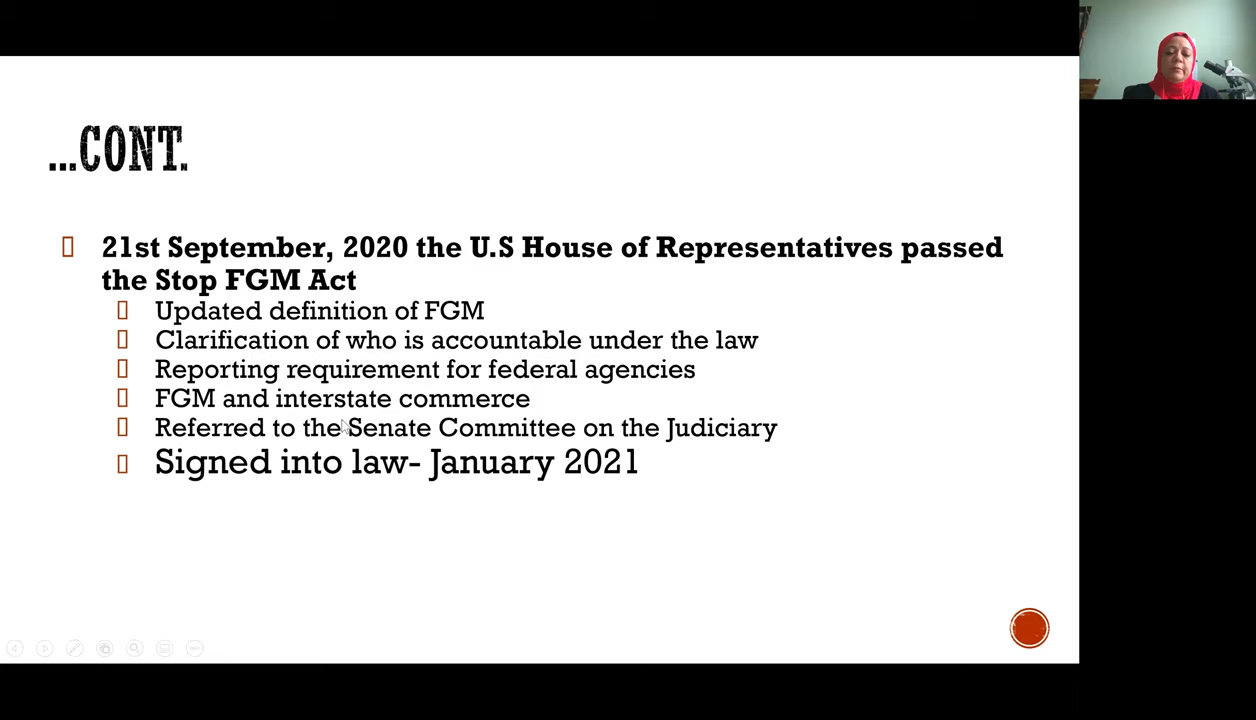 ...CONT.
21st September, 2020 the U.S House of Representatives passed
the Stop FGM Act
Updated definition of FGM
Clarification of who is accountable under the law
Reporting requirement for federal agencies
FGM and interstate commerce
Referred to the Senate Committee on the Judiciary
Signed into law- January 2021